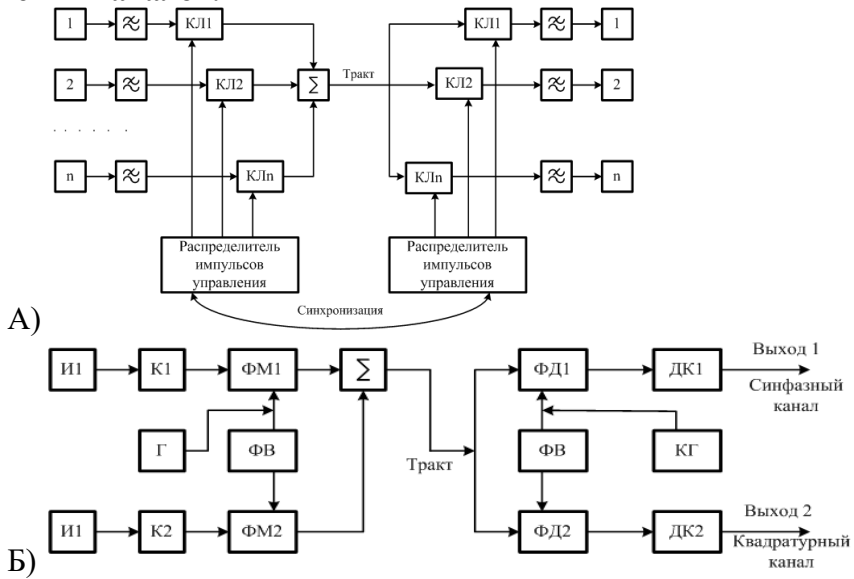 1 КЛ1 КЛ1 1
2 КЛ2 Σ Тракт КЛ2 2
. . . . . .
n КЛn КЛn n
Распределитель импульсов управления
Распределитель импульсов управления
Синхронизация
А)
И1 К1 ФМ1 Σ ФД1 ДК1 Выход 1
Синфазный канал
Г ФВ Тракт ФВ КГ
И1 К2 ФМ2 ФД2 ДК2 Выход 2
Квадратурный канал
Б)